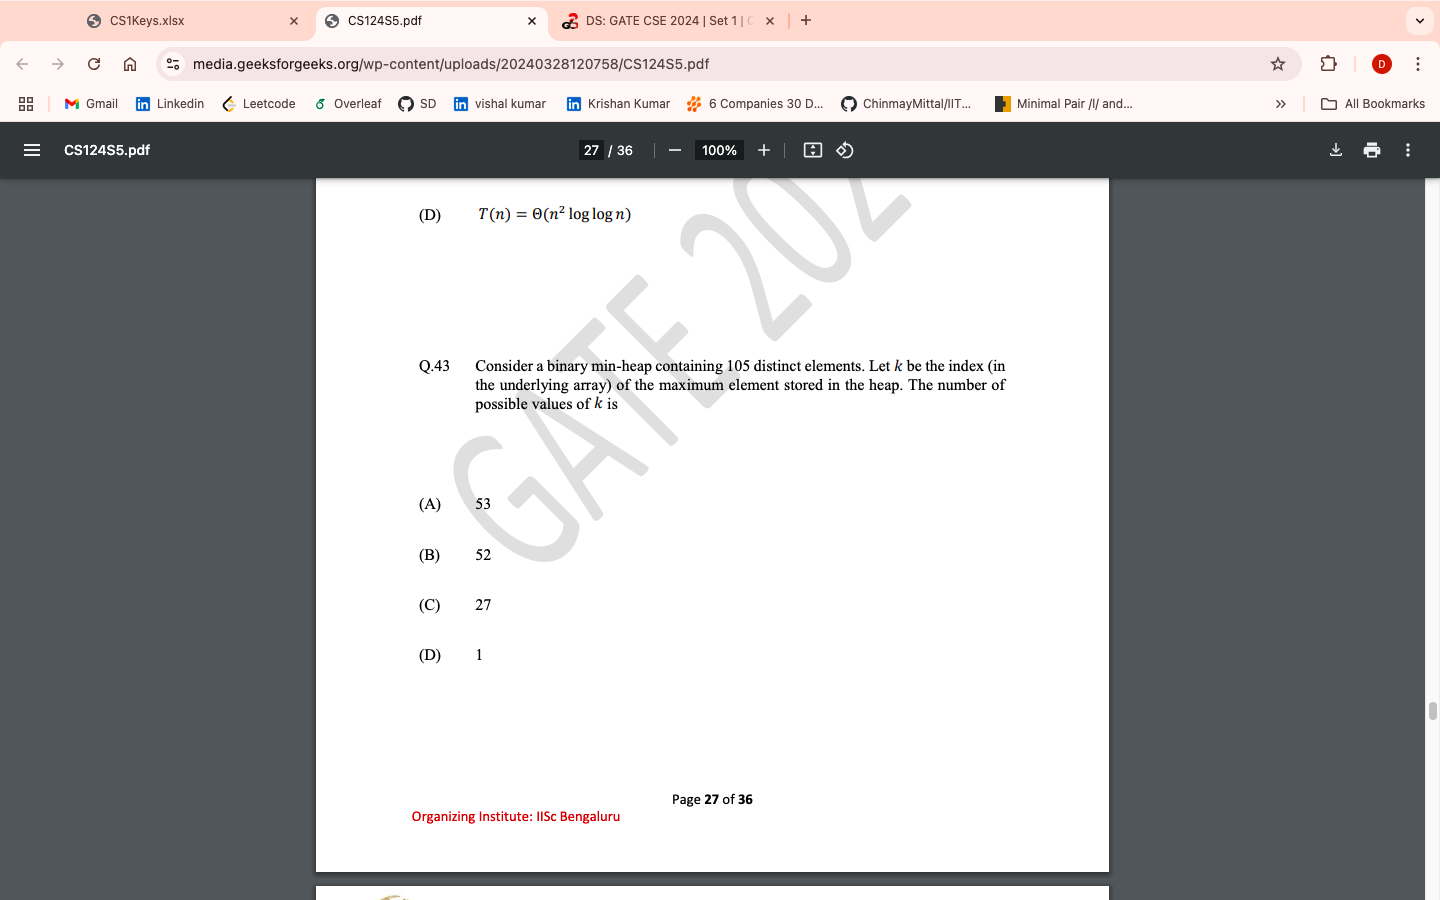 CS1Keys.xlsx
CS124S5.pdf
DS: GATE CSE 2024 | Set 1 |
media.geeksforgeeks.org/wp-content/uploads/20240328120758/CS124S5.pdf
D
Gmail
Linkedin
Leetcode
Overleaf
SD
vishal kumar
Krishan Kumar
6 Companies 30 D...
ChinmayMittal/IIT...
Minimal Pair /l/ and...
All Bookmarks
CS124S5.pdf
27 / 36
100%
(D) T(n) = Θ(n² log log n)
Q.43 Consider a binary min-heap containing 105 distinct elements. Let k be the index (in
the underlying array) of the maximum element stored in the heap. The number of
possible values of k is
(A) 53
(B) 52
(C) 27
(D) 1
GATE 202
Page 27 of 36
Organizing Institute: IISc Bengaluru